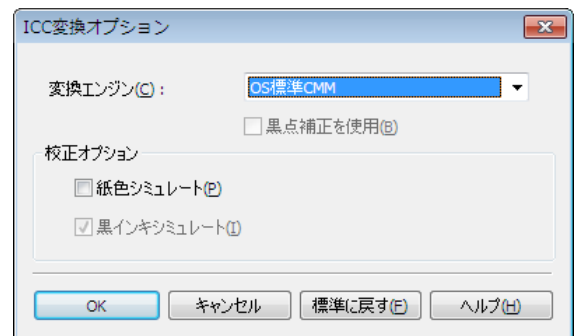 ICC変換オプション
変換エンジン(C)： OS標準CMM
黒点補正を使用(B)
校正オプション
紙色シミュレート(P)
黒インキシミュレート(I)
OK キャンセル 標準に戻す(F) ヘルプ(H)